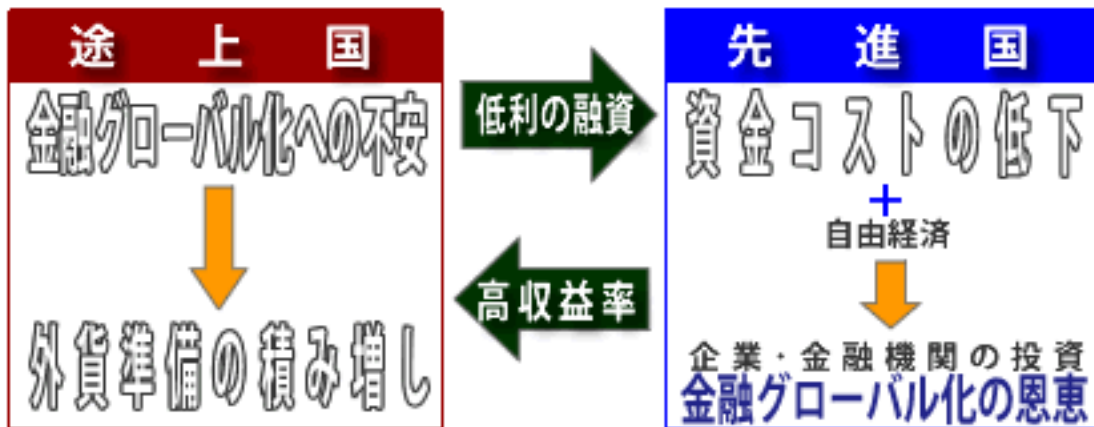 途上国
金融グローバル化への不安
外貨準備の積み増し
低利の融資
高収益率
先進国
資金コストの低下
+
自由経済
企業・金融機関の投資
金融グローバル化の恩恵